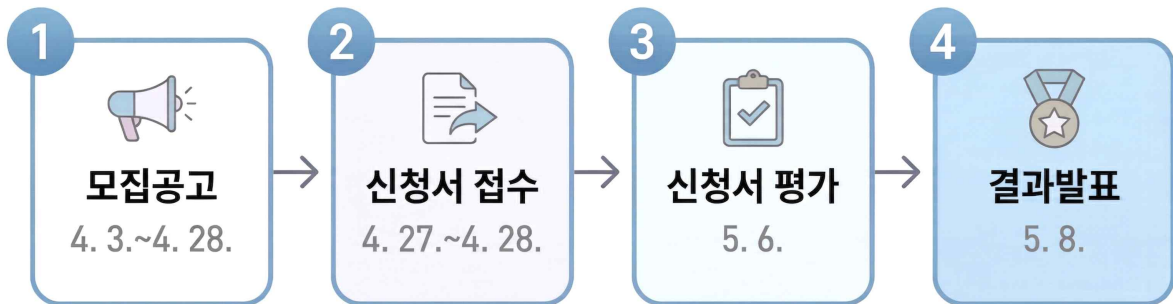 1
모집공고
4. 3.~4. 28.
2
신청서 접수
4. 27.~4. 28.
3
신청서 평가
5. 6.
4
결과발표
5. 8.